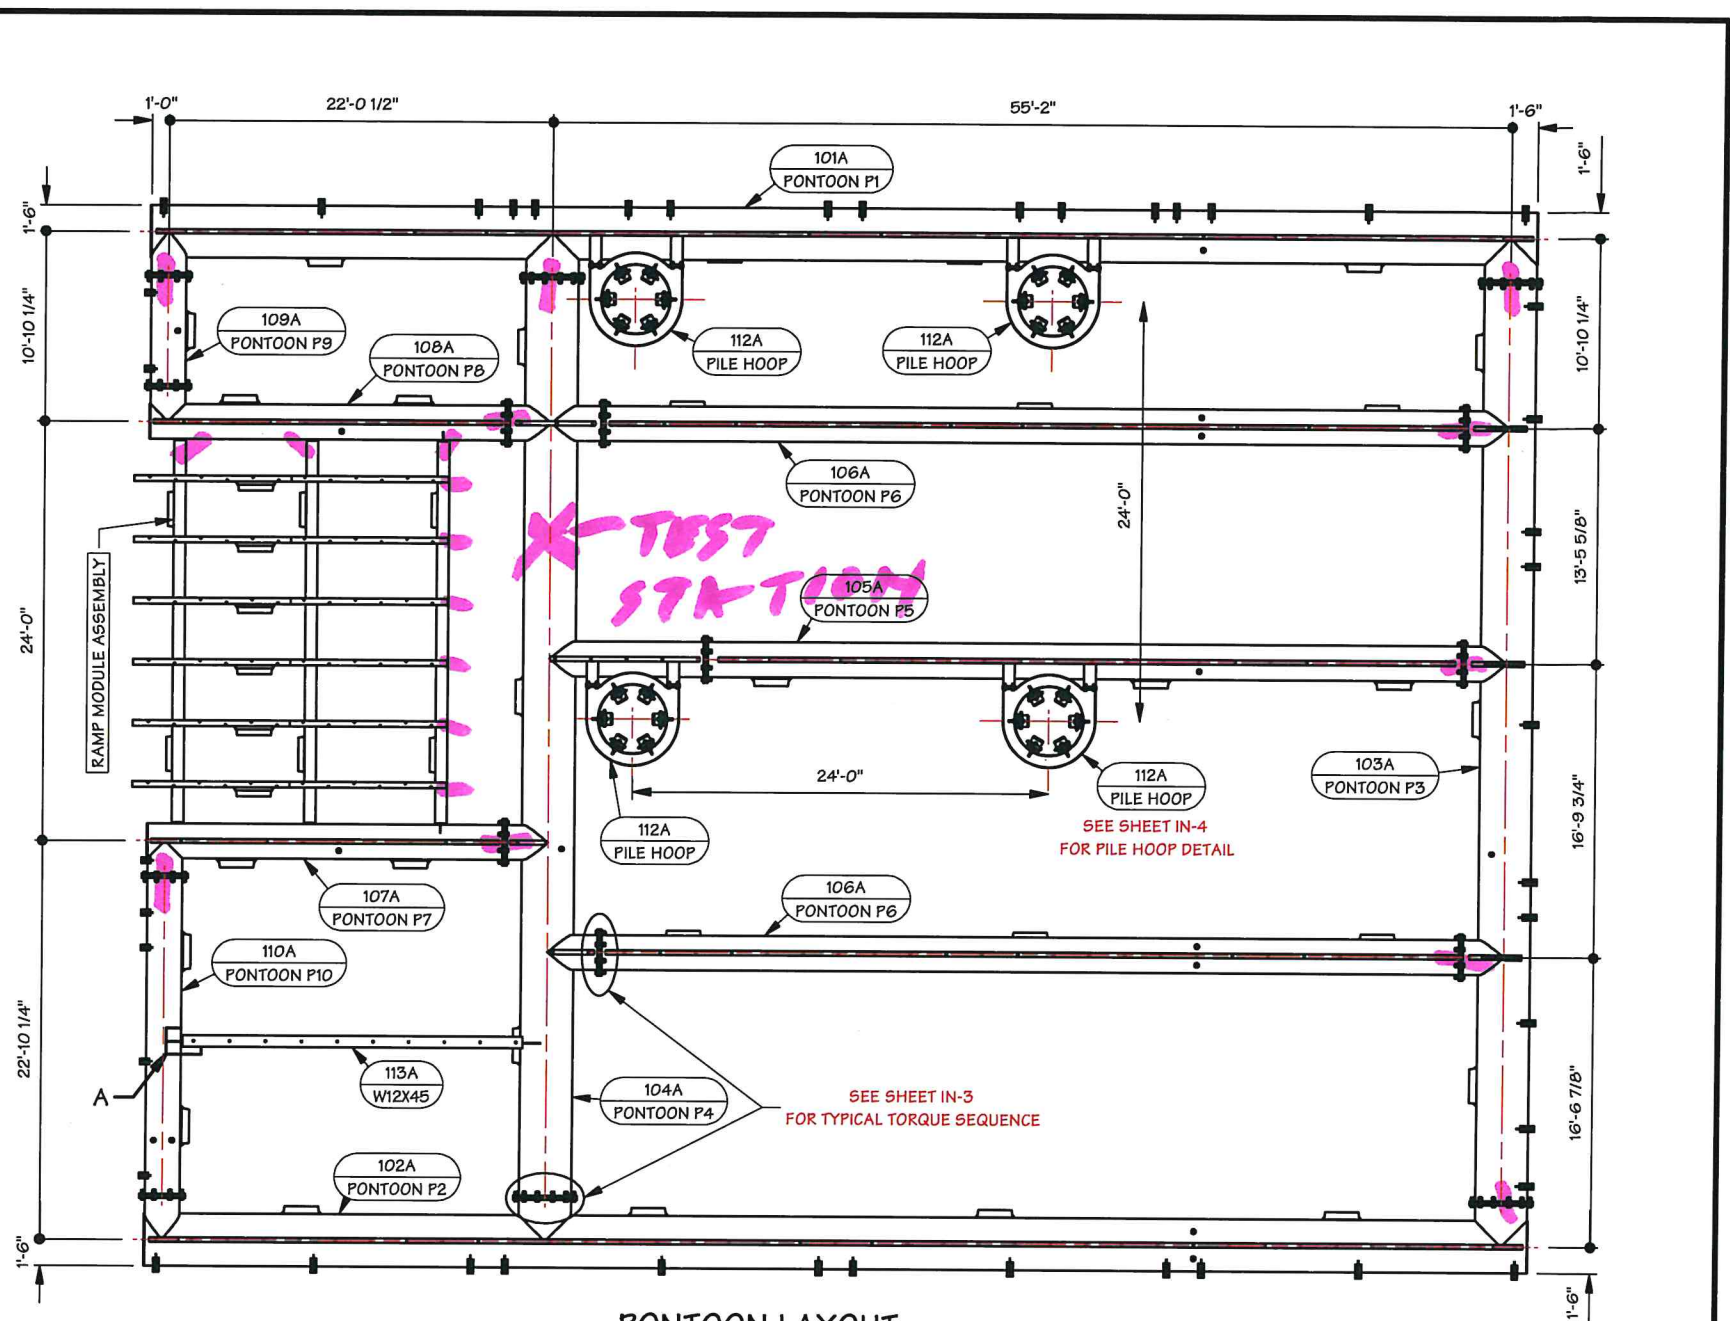 1'-0"
22'-0 1/2"
55'-2"
1'-6"
1'-6"
1'-6"
101A
PONTOON P1
10'-10 1/4"
10'-10 1/4"
109A
PONTOON P9
108A
PONTOON P8
112A
PILE HOOP
112A
PILE HOOP
106A
PONTOON P6
24'-0"
X-TEST
STATION
13'-5 5/8"
RAMP MODULE ASSEMBLY
24'-0"
105A
PONTOON P5
24'-0"
112A
PILE HOOP
103A
PONTOON P3
112A
PILE HOOP
SEE SHEET IN-4
FOR PILE HOOP DETAIL
16'-9 3/4"
107A
PONTOON P7
106A
PONTOON P6
110A
PONTOON P10
22'-10 1/4"
A
113A
W12X45
104A
PONTOON P4
SEE SHEET IN-3
FOR TYPICAL TORQUE SEQUENCE
16'-6 7/8"
102A
PONTOON P2
1'-6"
1'-6"
PONTOON LAYOUT